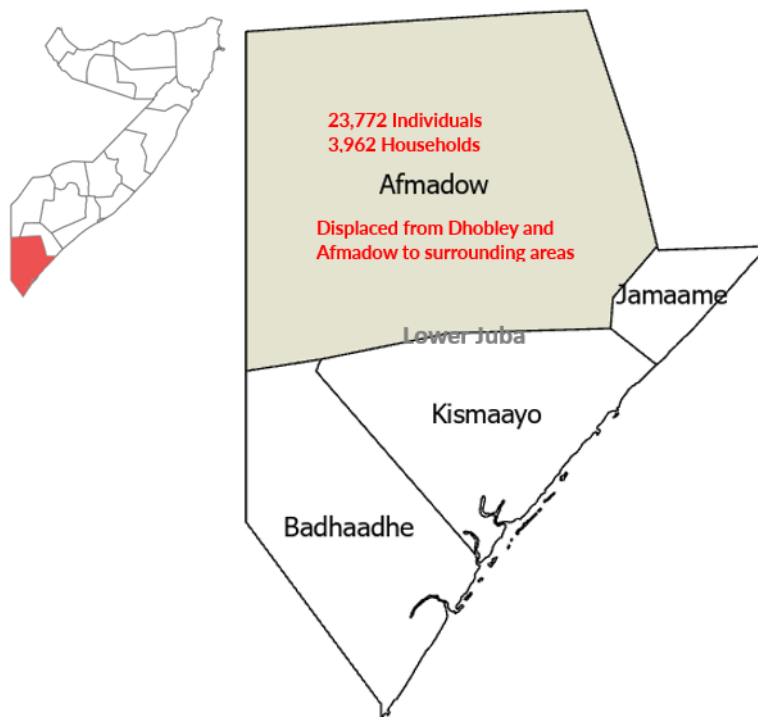 23,772 Individuals
3,962 Households
Afmadow
Displaced from Dhobley and
Afmadow to surrounding areas
Jamaame
Lower Juba
Kismaayo
Badhaadhe